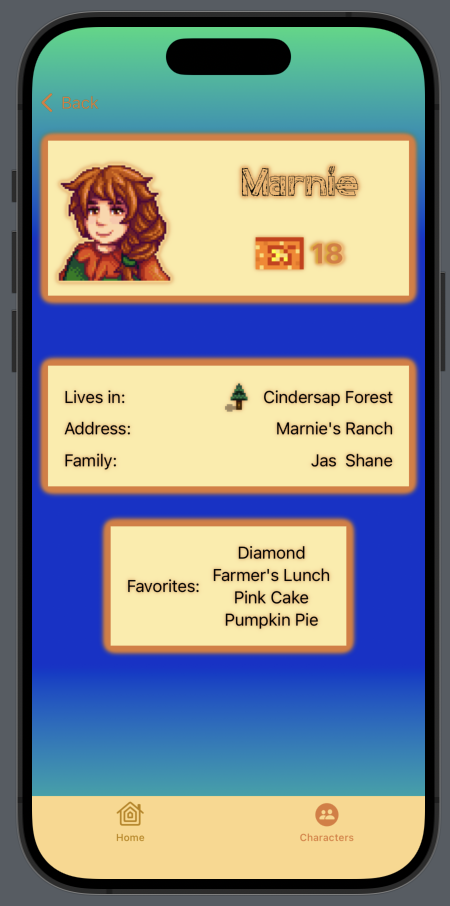 Back
Marnie
18
Lives in: Cindersap Forest
Address: Marnie's Ranch
Family: Jas Shane
Diamond
Farmer's Lunch
Favorites:
Pink Cake
Pumpkin Pie
Home Characters